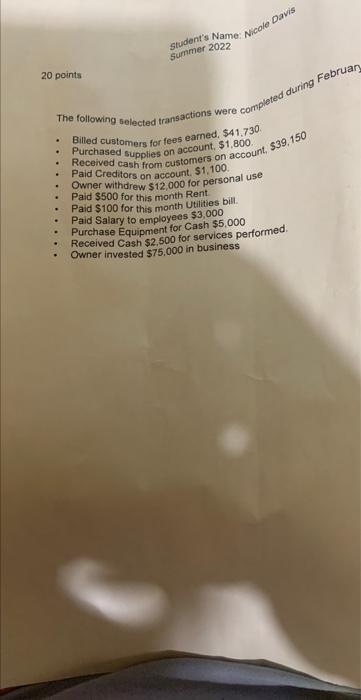 Student's Name: Nicole Davis
Summer 2022
20 points
The following selected transactions were completed during February
• Billed customers for fees earned, $41,730.
• Purchased supplies on account, $1,800.
• Received cash from customers on account, $39,150
• Paid Creditors on account, $1,100.
• Owner withdrew $12,000 for personal use
• Paid $500 for this month Rent
• Paid $100 for this month Utilities bill.
• Paid Salary to employees $3,000
• Purchase Equipment for Cash $5,000
• Received Cash $2,500 for services performed.
• Owner invested $75,000 in business